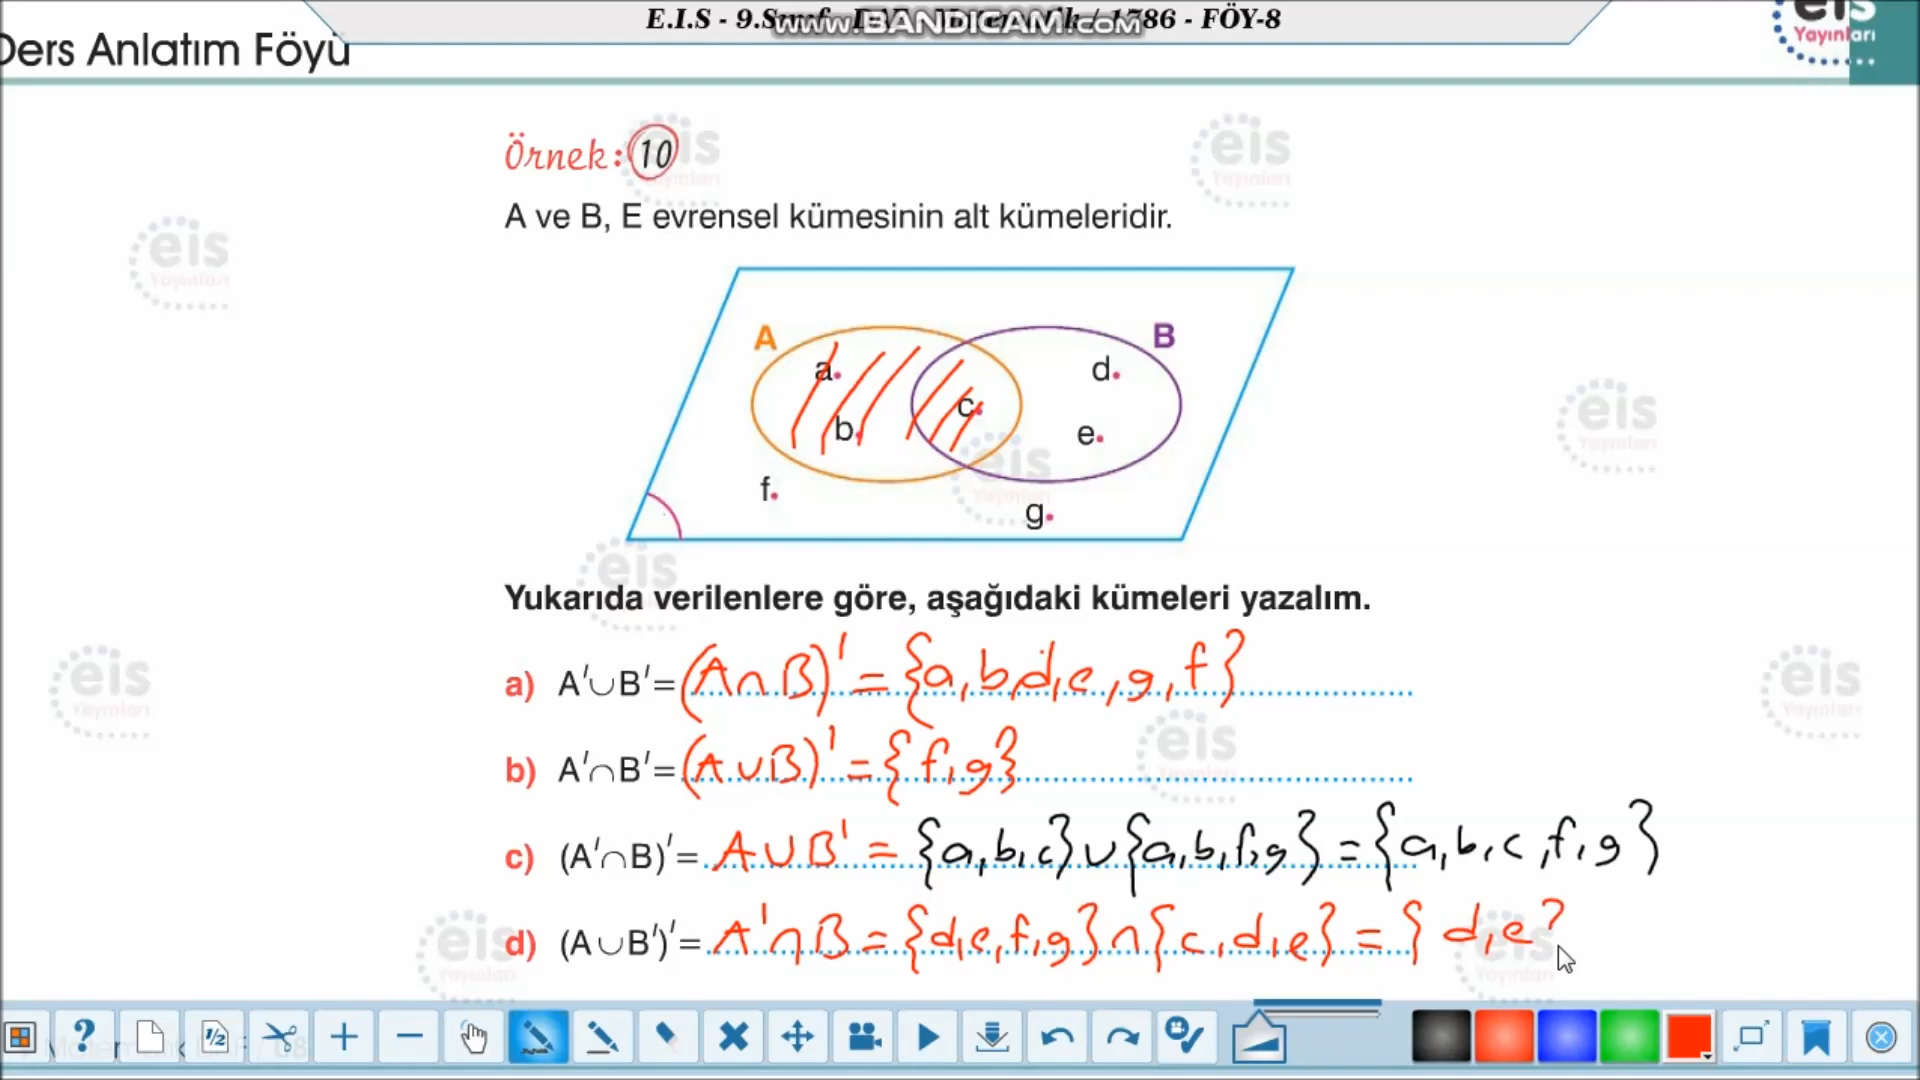 E.I.S - 9.Sınıf
www.BANDICAM.com
1786 - FÖY-8
Ders Anlatım Föyü
eis
Yayınları
Örnek: 10
A ve B, E evrensel kümesinin alt kümeleridir.
A B
a. d.
c.
b. e.
f.
g.
Yukarıda verilenlere göre, aşağıdaki kümeleri yazalım.
a) A′∪B′= (A∩B)′ = {a,b,d,e,g,f}
b) A′∩B′= (A∪B)′ = {f,g}
c) (A′∩B)′= A∪B′ = {a,b,c}∪{a,b,f,g} = {a,b,c,f,g}
d) (A∪B′)′= A′∩B = {d,e,f,g}∩{c,d,e} = {d,e}